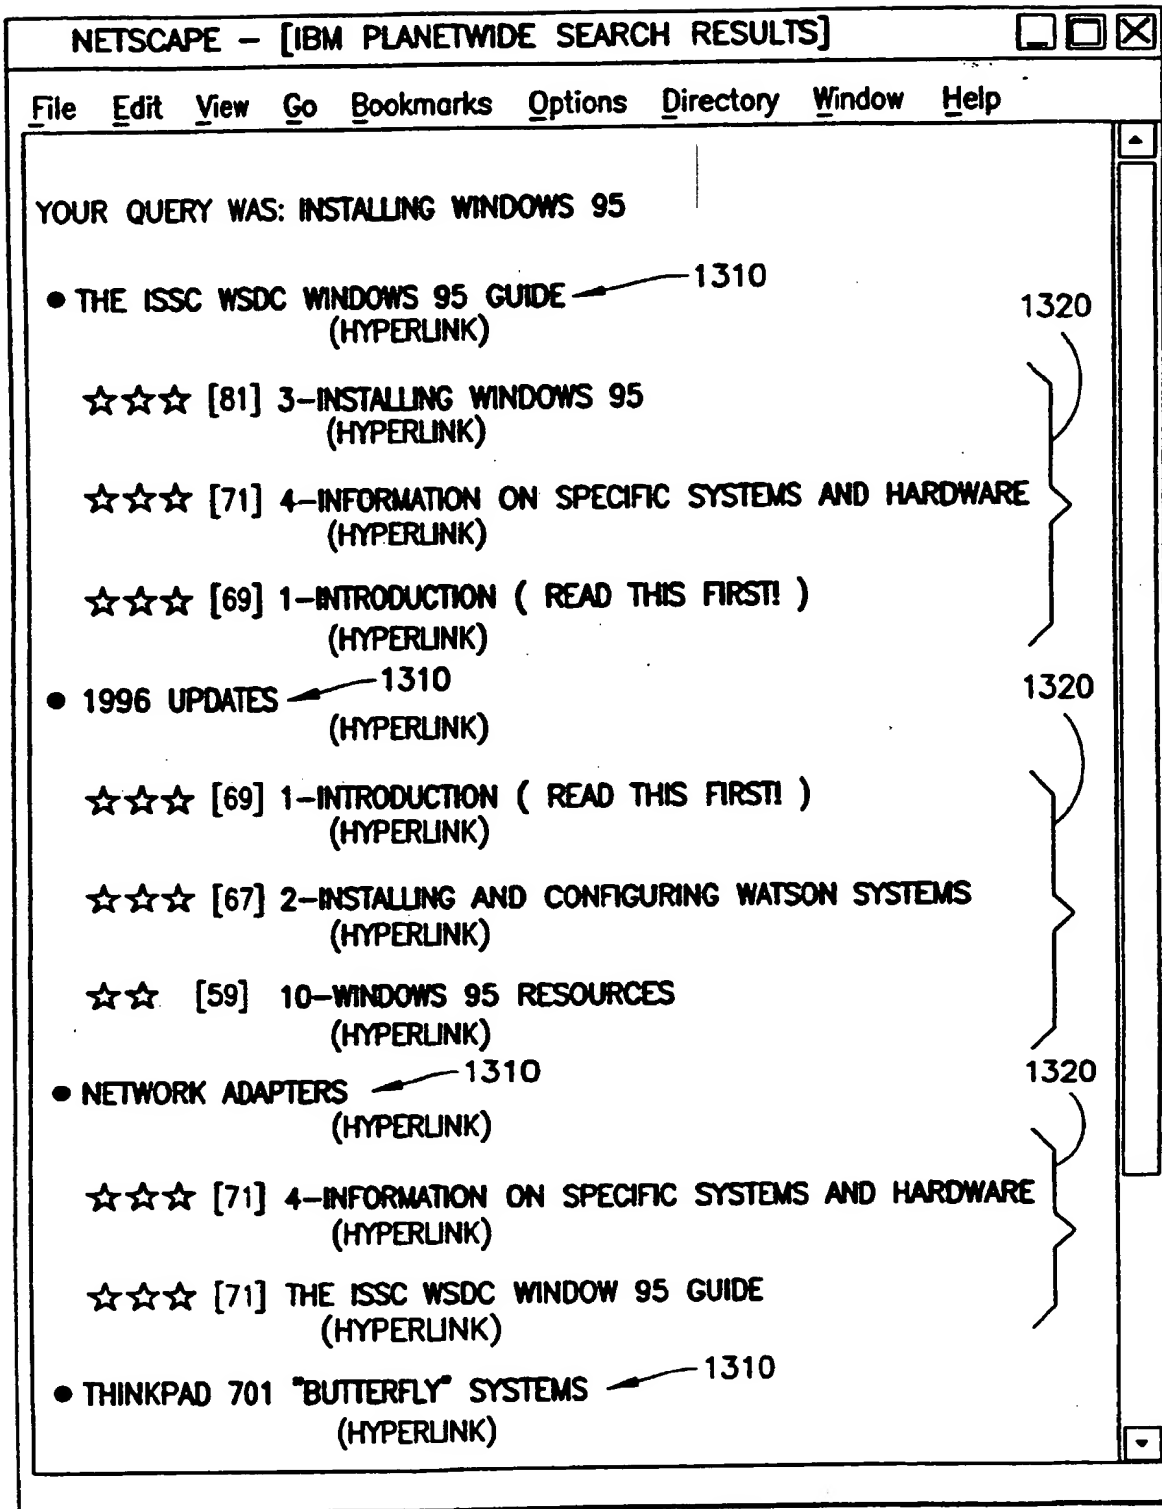 NETSCAPE – [IBM PLANETWIDE SEARCH RESULTS]
File Edit View Go Bookmarks Options Directory Window Help
YOUR QUERY WAS: INSTALLING WINDOWS 95
● THE ISSC WSDC WINDOWS 95 GUIDE 1310
(HYPERLINK)
1320
☆☆☆ [81] 3–INSTALLING WINDOWS 95
(HYPERLINK)
☆☆☆ [71] 4–INFORMATION ON SPECIFIC SYSTEMS AND HARDWARE
(HYPERLINK)
☆☆☆ [69] 1–INTRODUCTION ( READ THIS FIRST! )
(HYPERLINK)
● 1996 UPDATES 1310 1320
(HYPERLINK)
☆☆☆ [69] 1–INTRODUCTION ( READ THIS FIRST! )
(HYPERLINK)
☆☆☆ [67] 2–INSTALLING AND CONFIGURING WATSON SYSTEMS
(HYPERLINK)
☆☆ [59] 10–WINDOWS 95 RESOURCES
(HYPERLINK)
● NETWORK ADAPTERS 1310 1320
(HYPERLINK)
☆☆☆ [71] 4–INFORMATION ON SPECIFIC SYSTEMS AND HARDWARE
(HYPERLINK)
☆☆☆ [71] THE ISSC WSDC WINDOW 95 GUIDE
(HYPERLINK)
● THINKPAD 701 "BUTTERFLY" SYSTEMS 1310
(HYPERLINK)